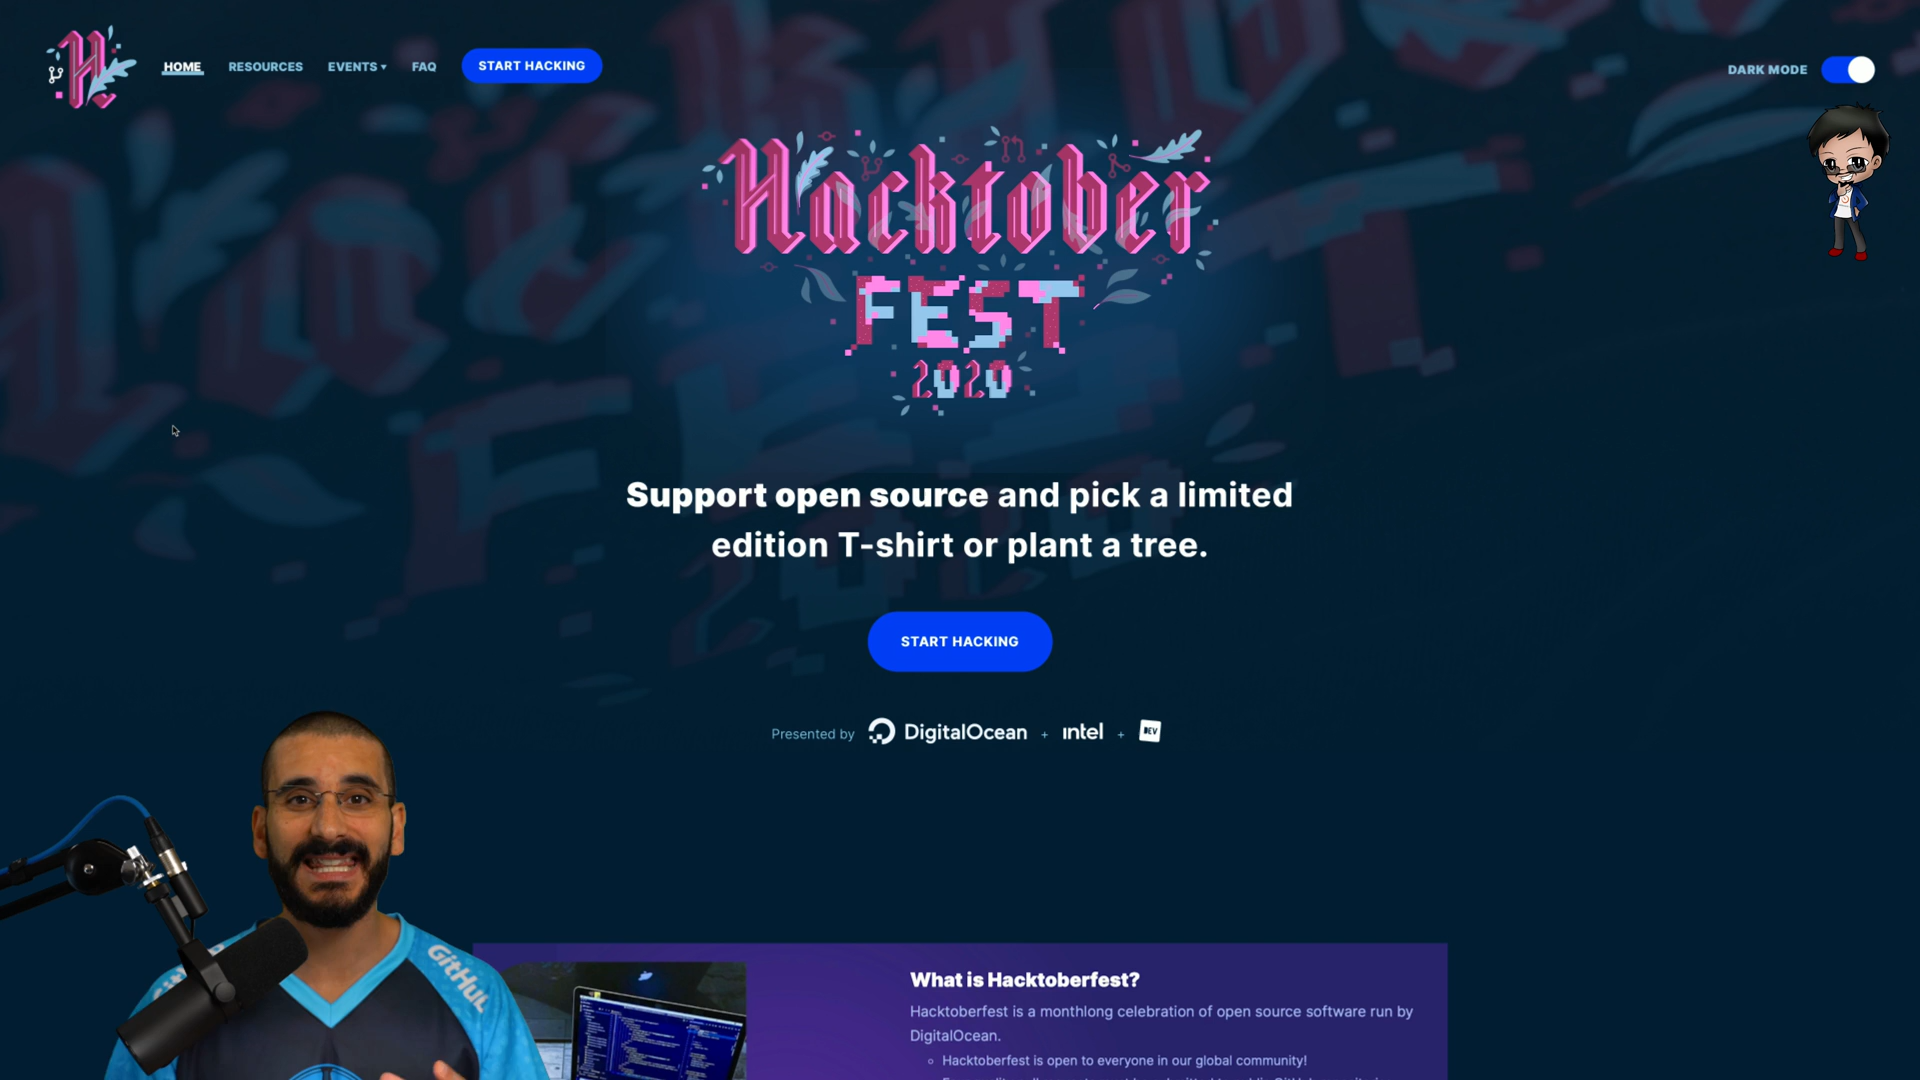 HOME RESOURCES EVENTS ▾ FAQ START HACKING
DARK MODE
Hacktober
FEST
2020
Support open source and pick a limited
edition T-shirt or plant a tree.
START HACKING
Presented by DigitalOcean + intel + DEV
GitHub
What is Hacktoberfest?
Hacktoberfest is a monthlong celebration of open source software run by
DigitalOcean.
Hacktoberfest is open to everyone in our global community!